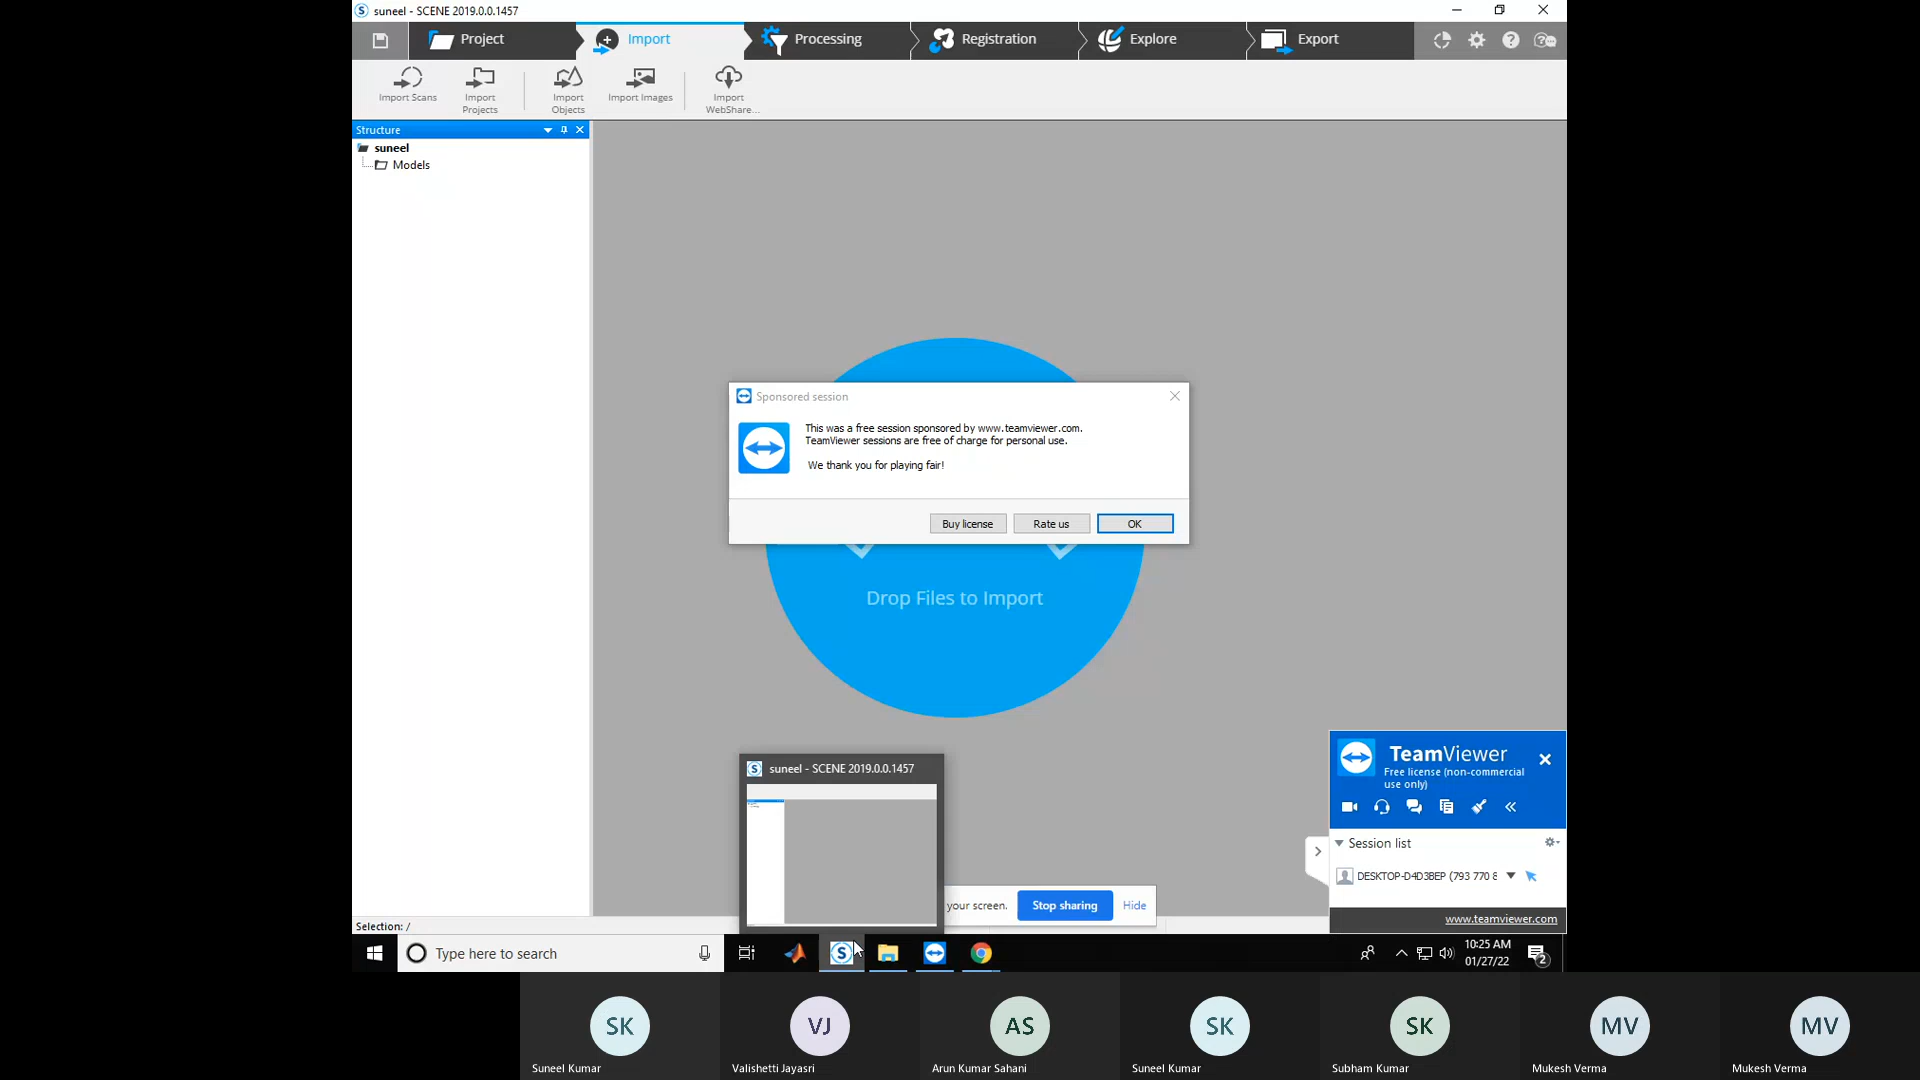 suneel - SCENE 2019.0.0.1457
Project
Import
Processing
Registration
Explore
Export
Import Scans
Import
Projects
Import
Objects
Import Images
Import
WebShare...
Structure
suneel
Models
Sponsored session
This was a free session sponsored by www.teamviewer.com.
TeamViewer sessions are free of charge for personal use.
We thank you for playing fair!
Buy license
Rate us
OK
Drop Files to Import
suneel - SCENE 2019.0.0.1457
TeamViewer
Free license (non-commercial
use only)
Session list
DESKTOP-D4D3BEP (793 770 8
www.teamviewer.com
your screen.
Stop sharing
Hide
Selection: /
Type here to search
10:25 AM
01/27/22
2
SK
Suneel Kumar
VJ
Valishetti Jayasri
AS
Arun Kumar Sahani
SK
Suneel Kumar
SK
Subham Kumar
MV
Mukesh Verma
MV
Mukesh Verma